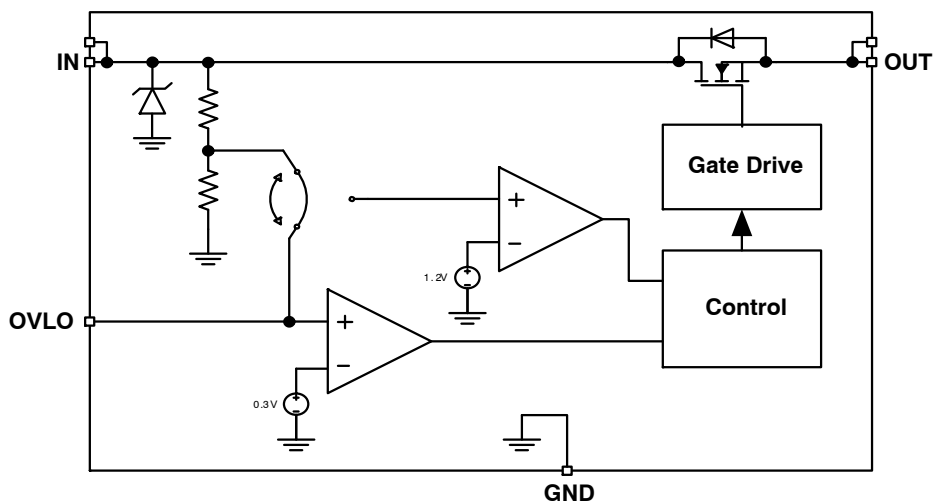 IN
OUT
Gate Drive
+
−
1.2V
Control
OVLO
+
−
0.3V
GND